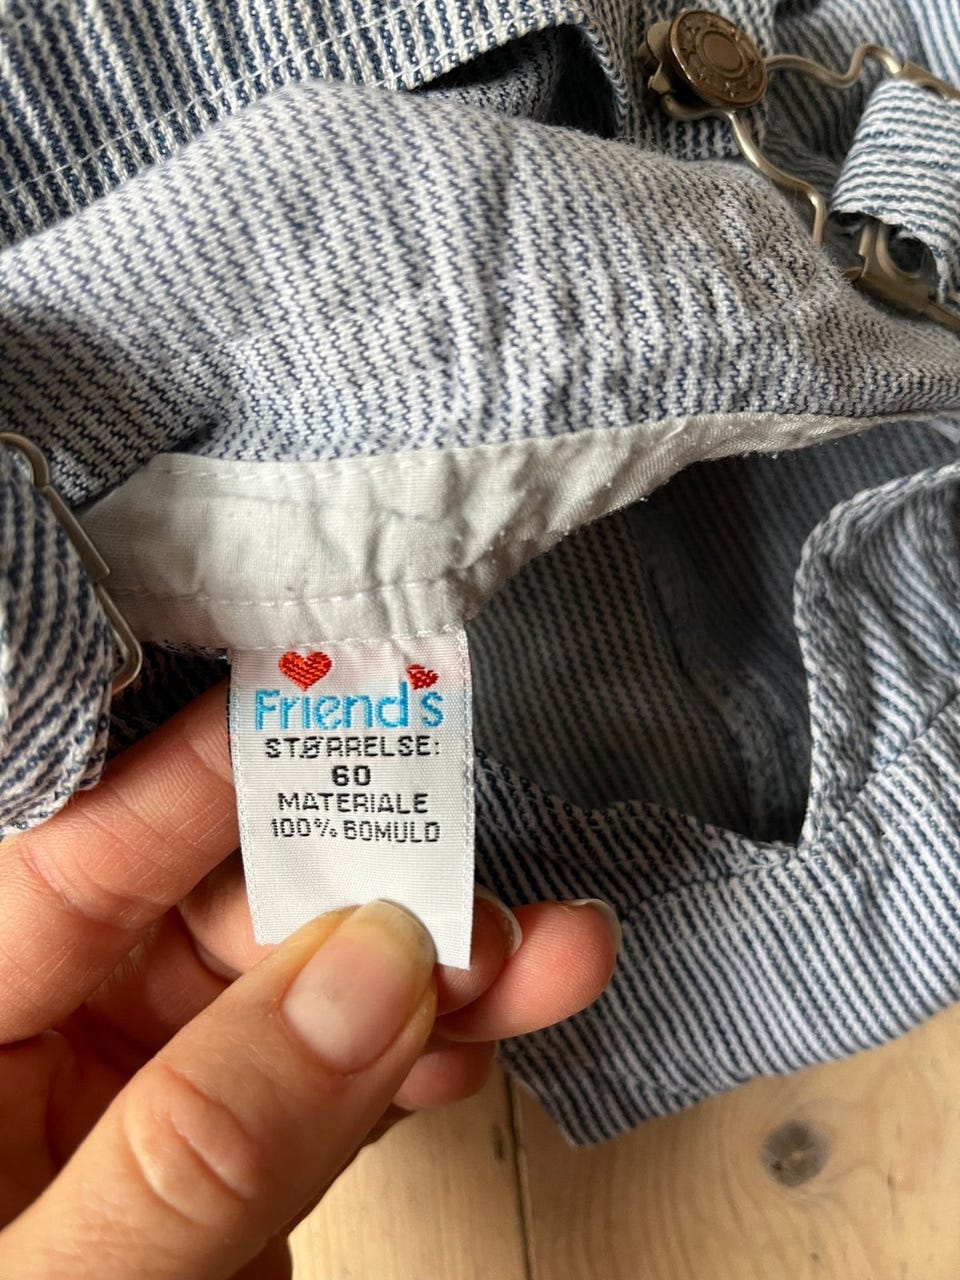 Friend's
STØRRELSE:
60
MATERIALE
100% BOMULD